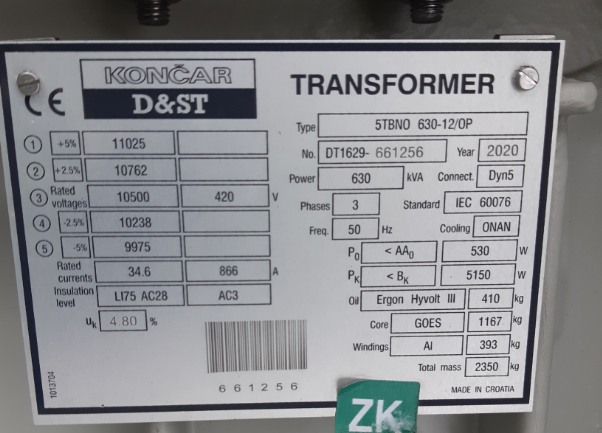 KONČAR
D&ST
CE
TRANSFORMER
1 +5% 11025
2 +2.5% 10762
3 Rated voltages 10500 420 V
4 -2.5% 10238
5 -5% 9975
Rated currents 34.6 866 A
Insulation level LI75 AC28 AC3
uk 4.80 %
661256
1013704
Type 5TBNO 630-12/OP
No. DT1629- 661256 Year 2020
Power 630 kVA Connect. Dyn5
Phases 3 Standard IEC 60076
Freq. 50 Hz Cooling ONAN
P0 < AA0 530 W
PK < BK 5150 W
Oil Ergon Hyvolt III 410 kg
Core GOES 1167 kg
Windings Al 393 kg
Total mass 2350 kg
MADE IN CROATIA
ZK